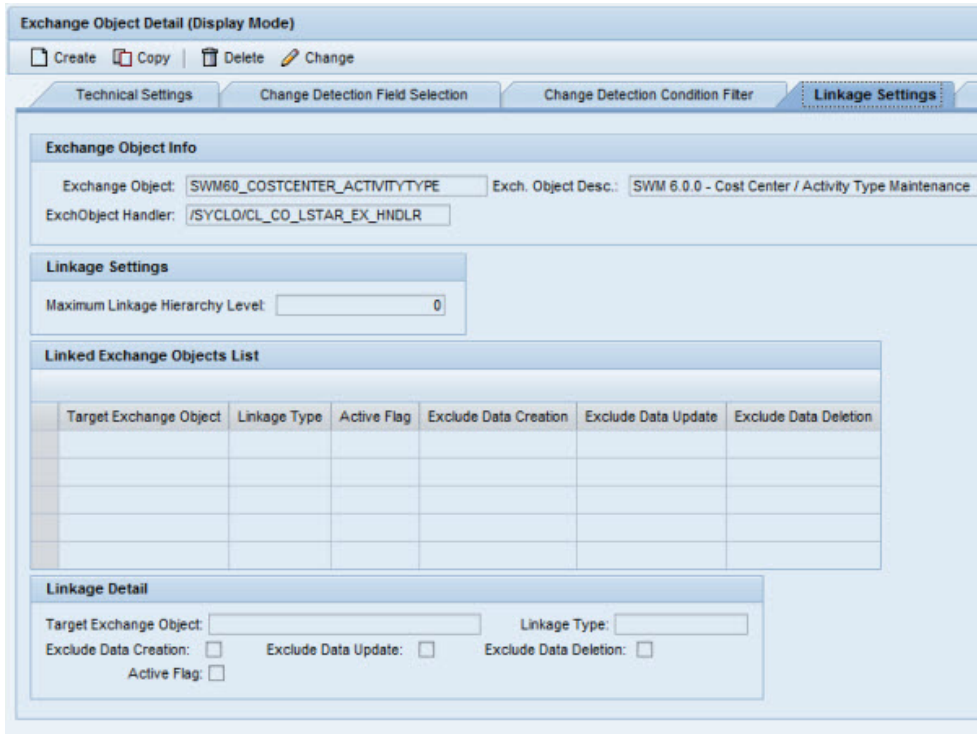 Exchange Object Detail (Display Mode)
Create Copy Delete Change
Technical Settings Change Detection Field Selection Change Detection Condition Filter Linkage Settings
Exchange Object Info
Exchange Object: SWM60_COSTCENTER_ACTIVITYTYPE Exch. Object Desc.: SWM 6.0.0 - Cost Center / Activity Type Maintenance
ExchObject Handler: /SYCLO/CL_CO_LSTAR_EX_HNDLR
Linkage Settings
Maximum Linkage Hierarchy Level: 0
Linked Exchange Objects List
Target Exchange Object Linkage Type Active Flag Exclude Data Creation Exclude Data Update Exclude Data Deletion
Linkage Detail
Target Exchange Object: Linkage Type:
Exclude Data Creation: Exclude Data Update: Exclude Data Deletion:
Active Flag: